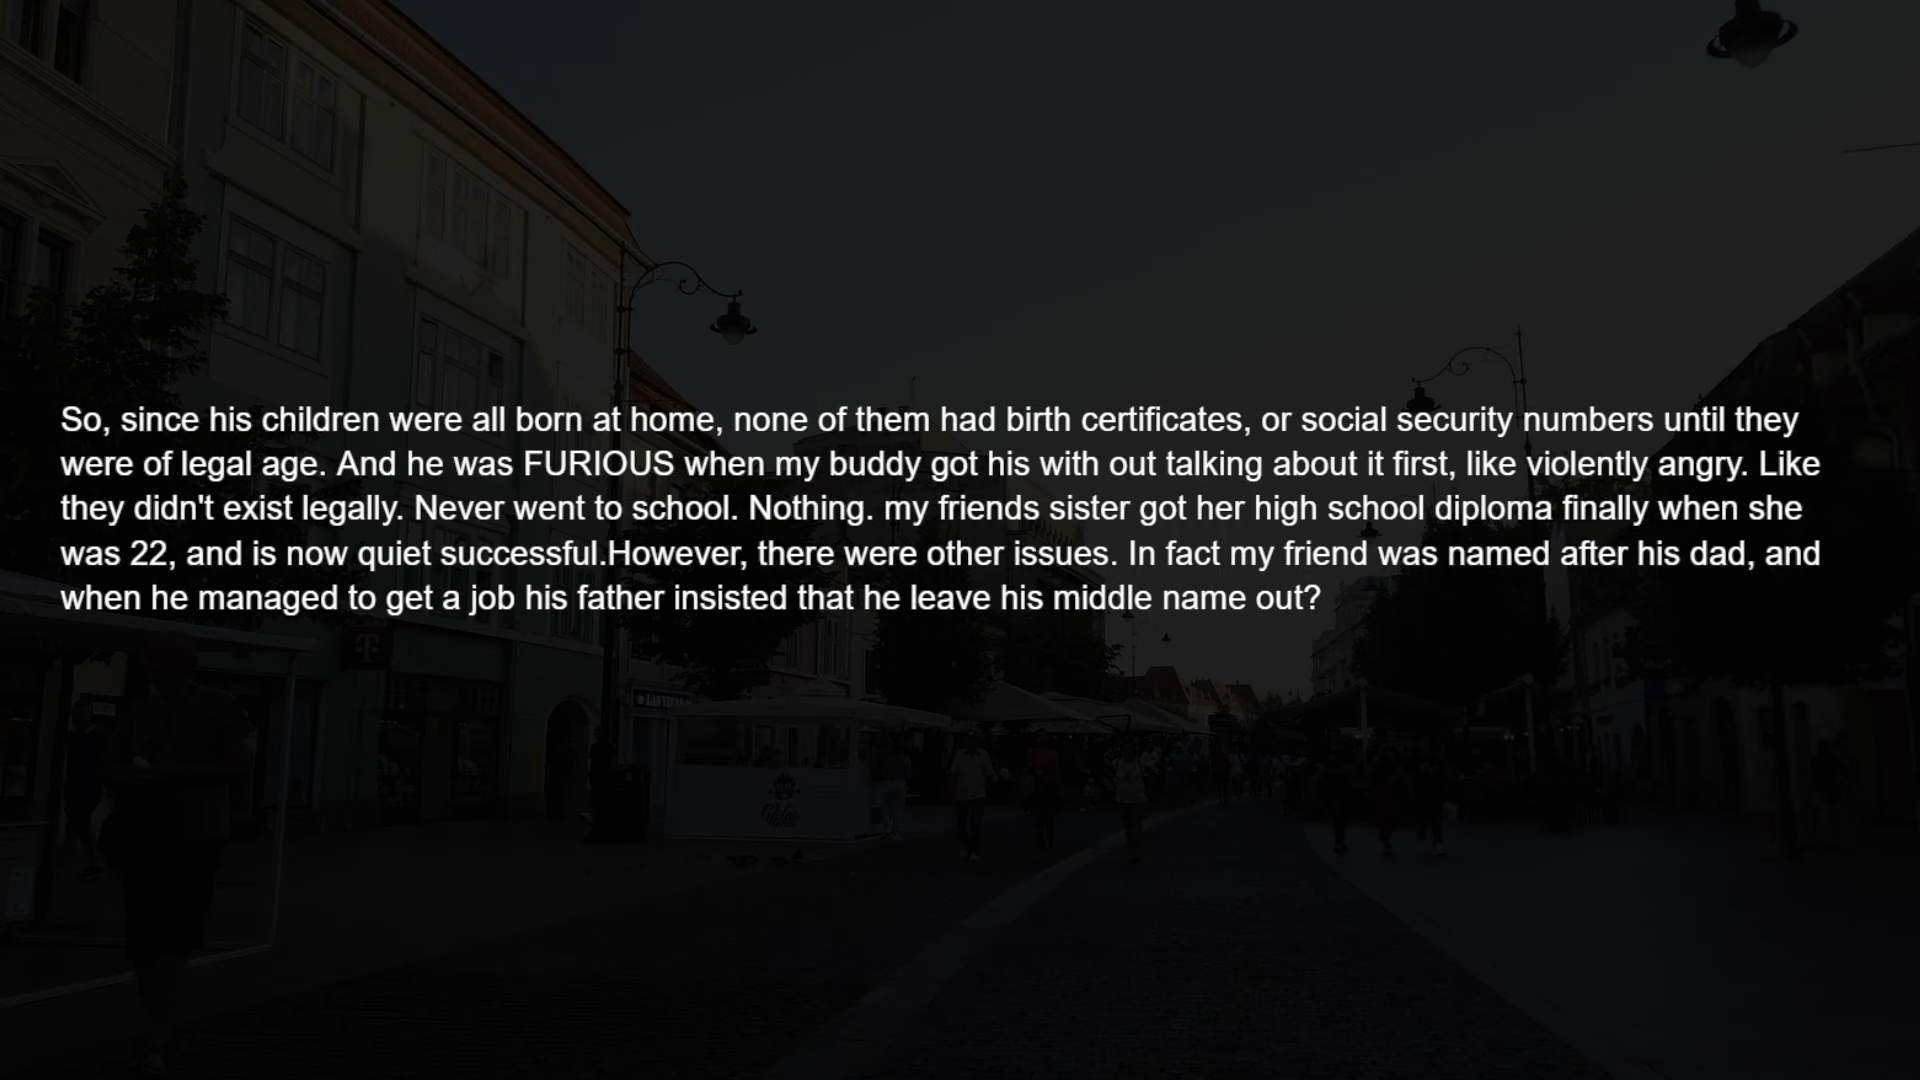 So, since his children were all born at home, none of them had birth certificates, or social security numbers until they
were of legal age. And he was FURIOUS when my buddy got his with out talking about it first, like violently angry. Like
they didn't exist legally. Never went to school. Nothing. my friends sister got her high school diploma finally when she
was 22, and is now quiet successful.However, there were other issues. In fact my friend was named after his dad, and
when he managed to get a job his father insisted that he leave his middle name out?
T
LAS VEGAS